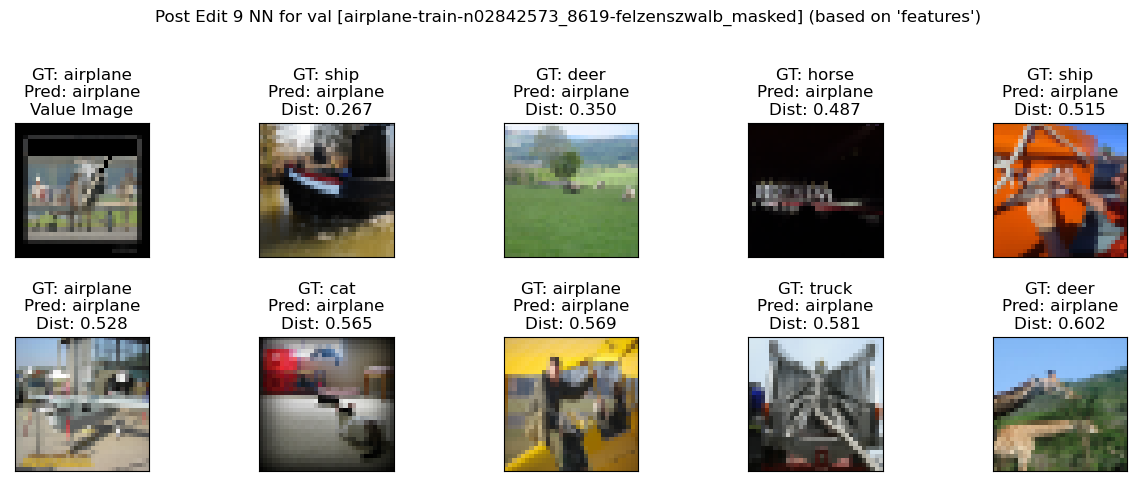 Post Edit 9 NN for val [airplane-train-n02842573_8619-felzenszwalb_masked] (based on 'features')
GT: airplane
Pred: airplane
Value Image
GT: ship
Pred: airplane
Dist: 0.267
GT: deer
Pred: airplane
Dist: 0.350
GT: horse
Pred: airplane
Dist: 0.487
GT: ship
Pred: airplane
Dist: 0.515
GT: airplane
Pred: airplane
Dist: 0.528
GT: cat
Pred: airplane
Dist: 0.565
GT: airplane
Pred: airplane
Dist: 0.569
GT: truck
Pred: airplane
Dist: 0.581
GT: deer
Pred: airplane
Dist: 0.602